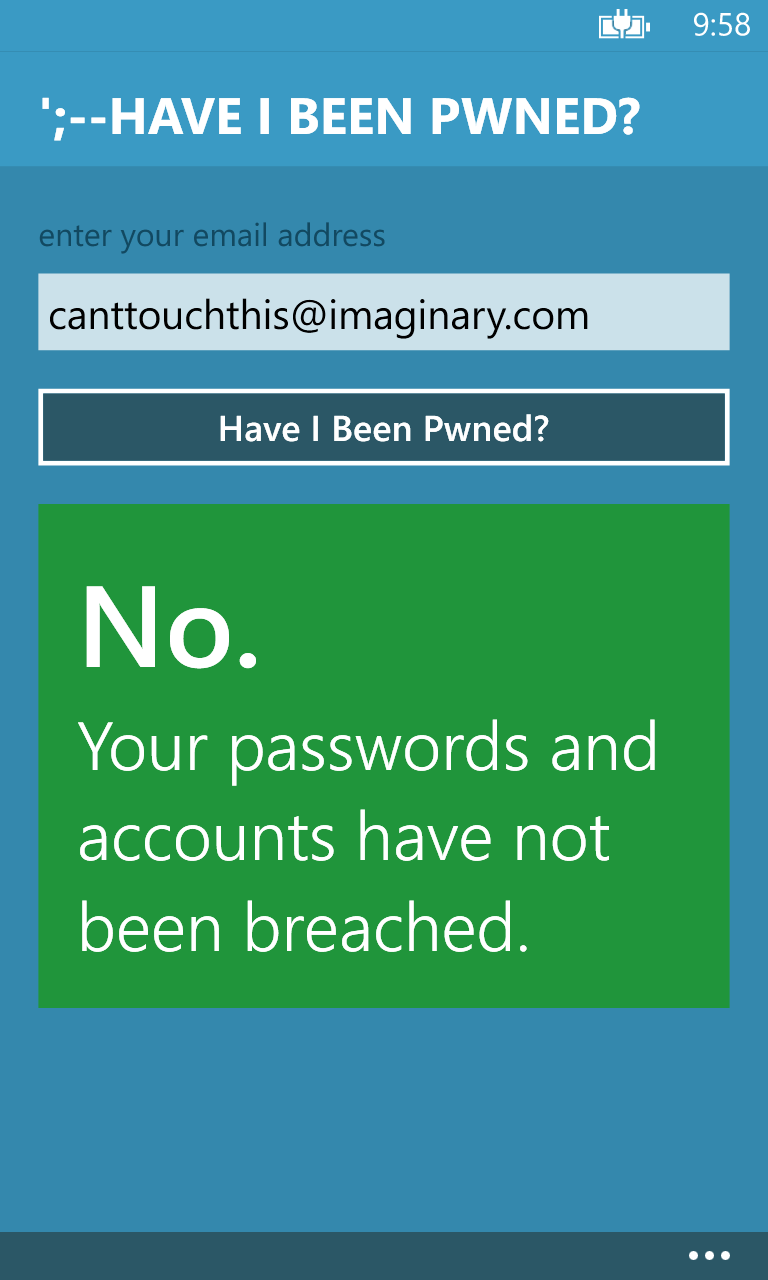 9:58
';--HAVE I BEEN PWNED?
enter your email address
canttouchthis@imaginary.com
Have I Been Pwned?
No.
Your passwords and
accounts have not
been breached.